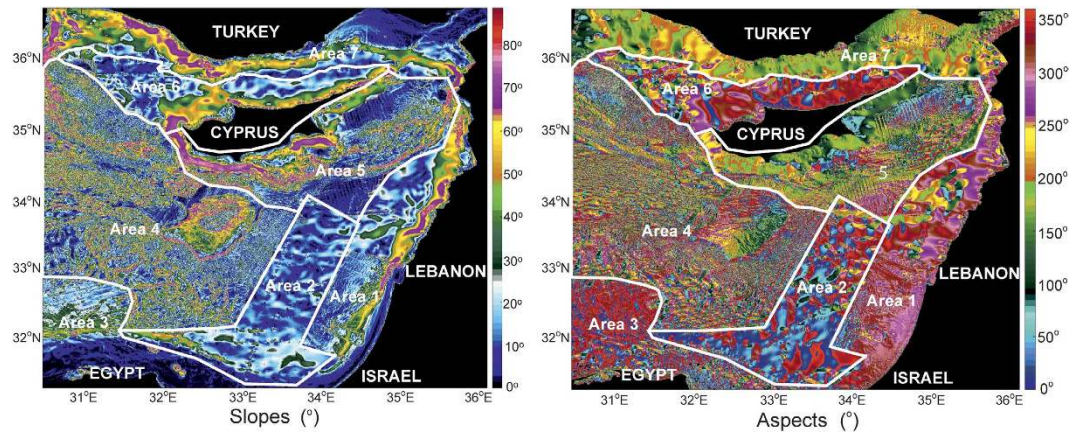 TURKEY
Area 7
36°N
Area 6
35°N
CYPRUS
Area 5
34°N
Area 4
33°N
LEBANON
Area 2
Area 1
Area 3
32°N
EGYPT
ISRAEL
31°E 32°E 33°E 34°E 35°E 36°E
Slopes (°)
80°
70°
60°
50°
40°
30°
20°
10°
0°
TURKEY
Area 7
36°N
Area 6
35°N
CYPRUS
5
34°N
Area 4
33°N
LEBANON
Area 2
Area 1
Area 3
32°N
EGYPT
ISRAEL
31°E 32°E 33°E 34°E 35°E 36°E
Aspects (°)
350°
300°
250°
200°
150°
100°
50°
0°